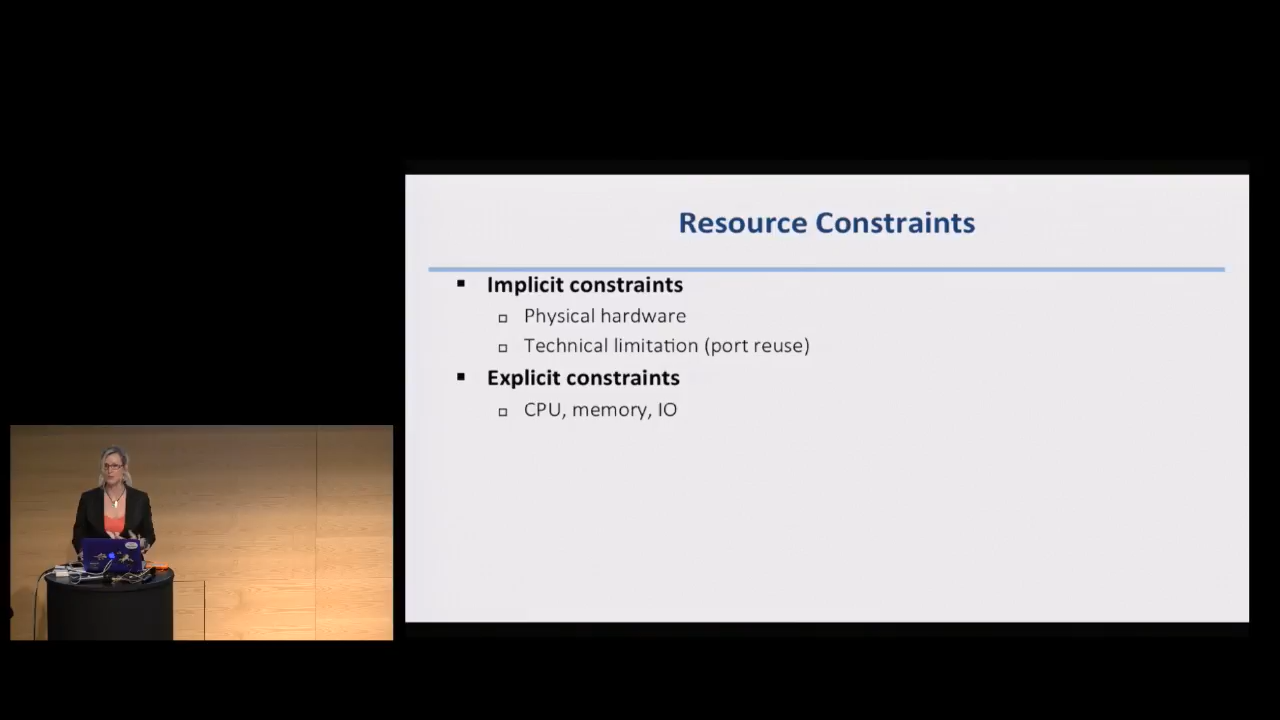 Resource Constraints
Implicit constraints
Physical hardware
Technical limitation (port reuse)
Explicit constraints
CPU, memory, IO